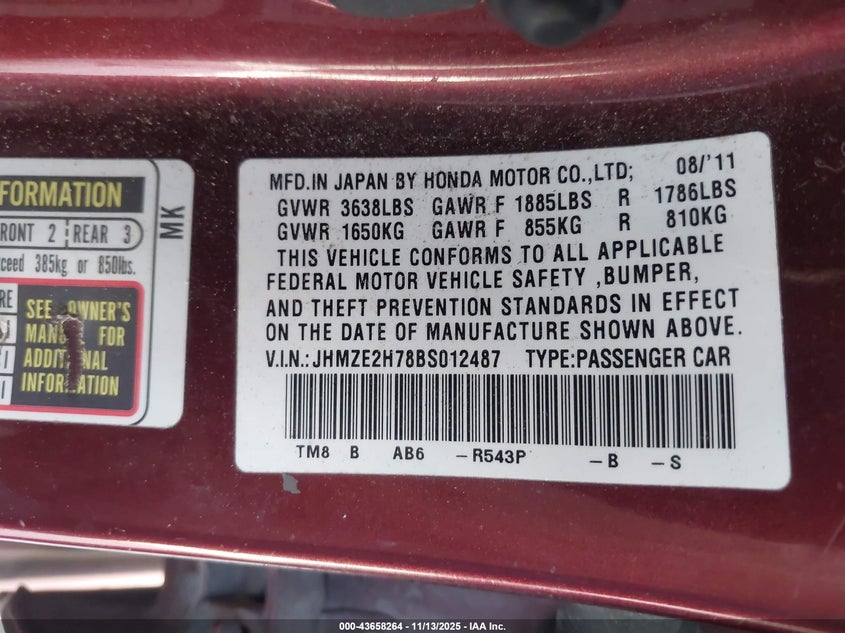 FORMATION
FRONT 2 REAR 3
exceed 385kg or 850lbs.
SEE OWNER'S
MANUAL FOR
ADDITIONAL
INFORMATION
MK
MFD.IN JAPAN BY HONDA MOTOR CO.,LTD; 08/'11
GVWR 3638LBS GAWR F 1885LBS R 1786LBS
GVWR 1650KG GAWR F 855KG R 810KG
THIS VEHICLE CONFORMS TO ALL APPLICABLE
FEDERAL MOTOR VEHICLE SAFETY ,BUMPER,
AND THEFT PREVENTION STANDARDS IN EFFECT
ON THE DATE OF MANUFACTURE SHOWN ABOVE.
V.I.N.: JHMZE2H78BS012487 TYPE:PASSENGER CAR
TM8 B AB6 -R543P -B -S
000-43658264 - 11/13/2025 - IAA Inc.